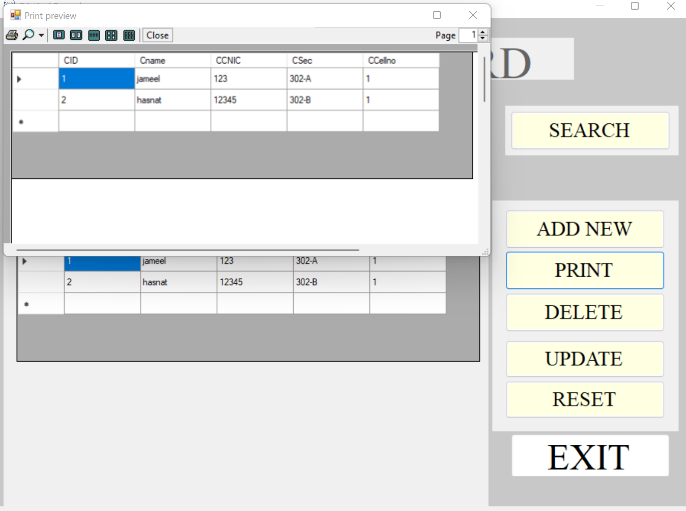 Print preview
Close
Page 1
CID Cname CCNIC CSec CCellno
1 jameel 123 302-A 1
2 hasnat 12345 302-B 1
RD
SEARCH
1 jameel 123 302-A 1
2 hasnat 12345 302-B 1
ADD NEW
PRINT
DELETE
UPDATE
RESET
EXIT